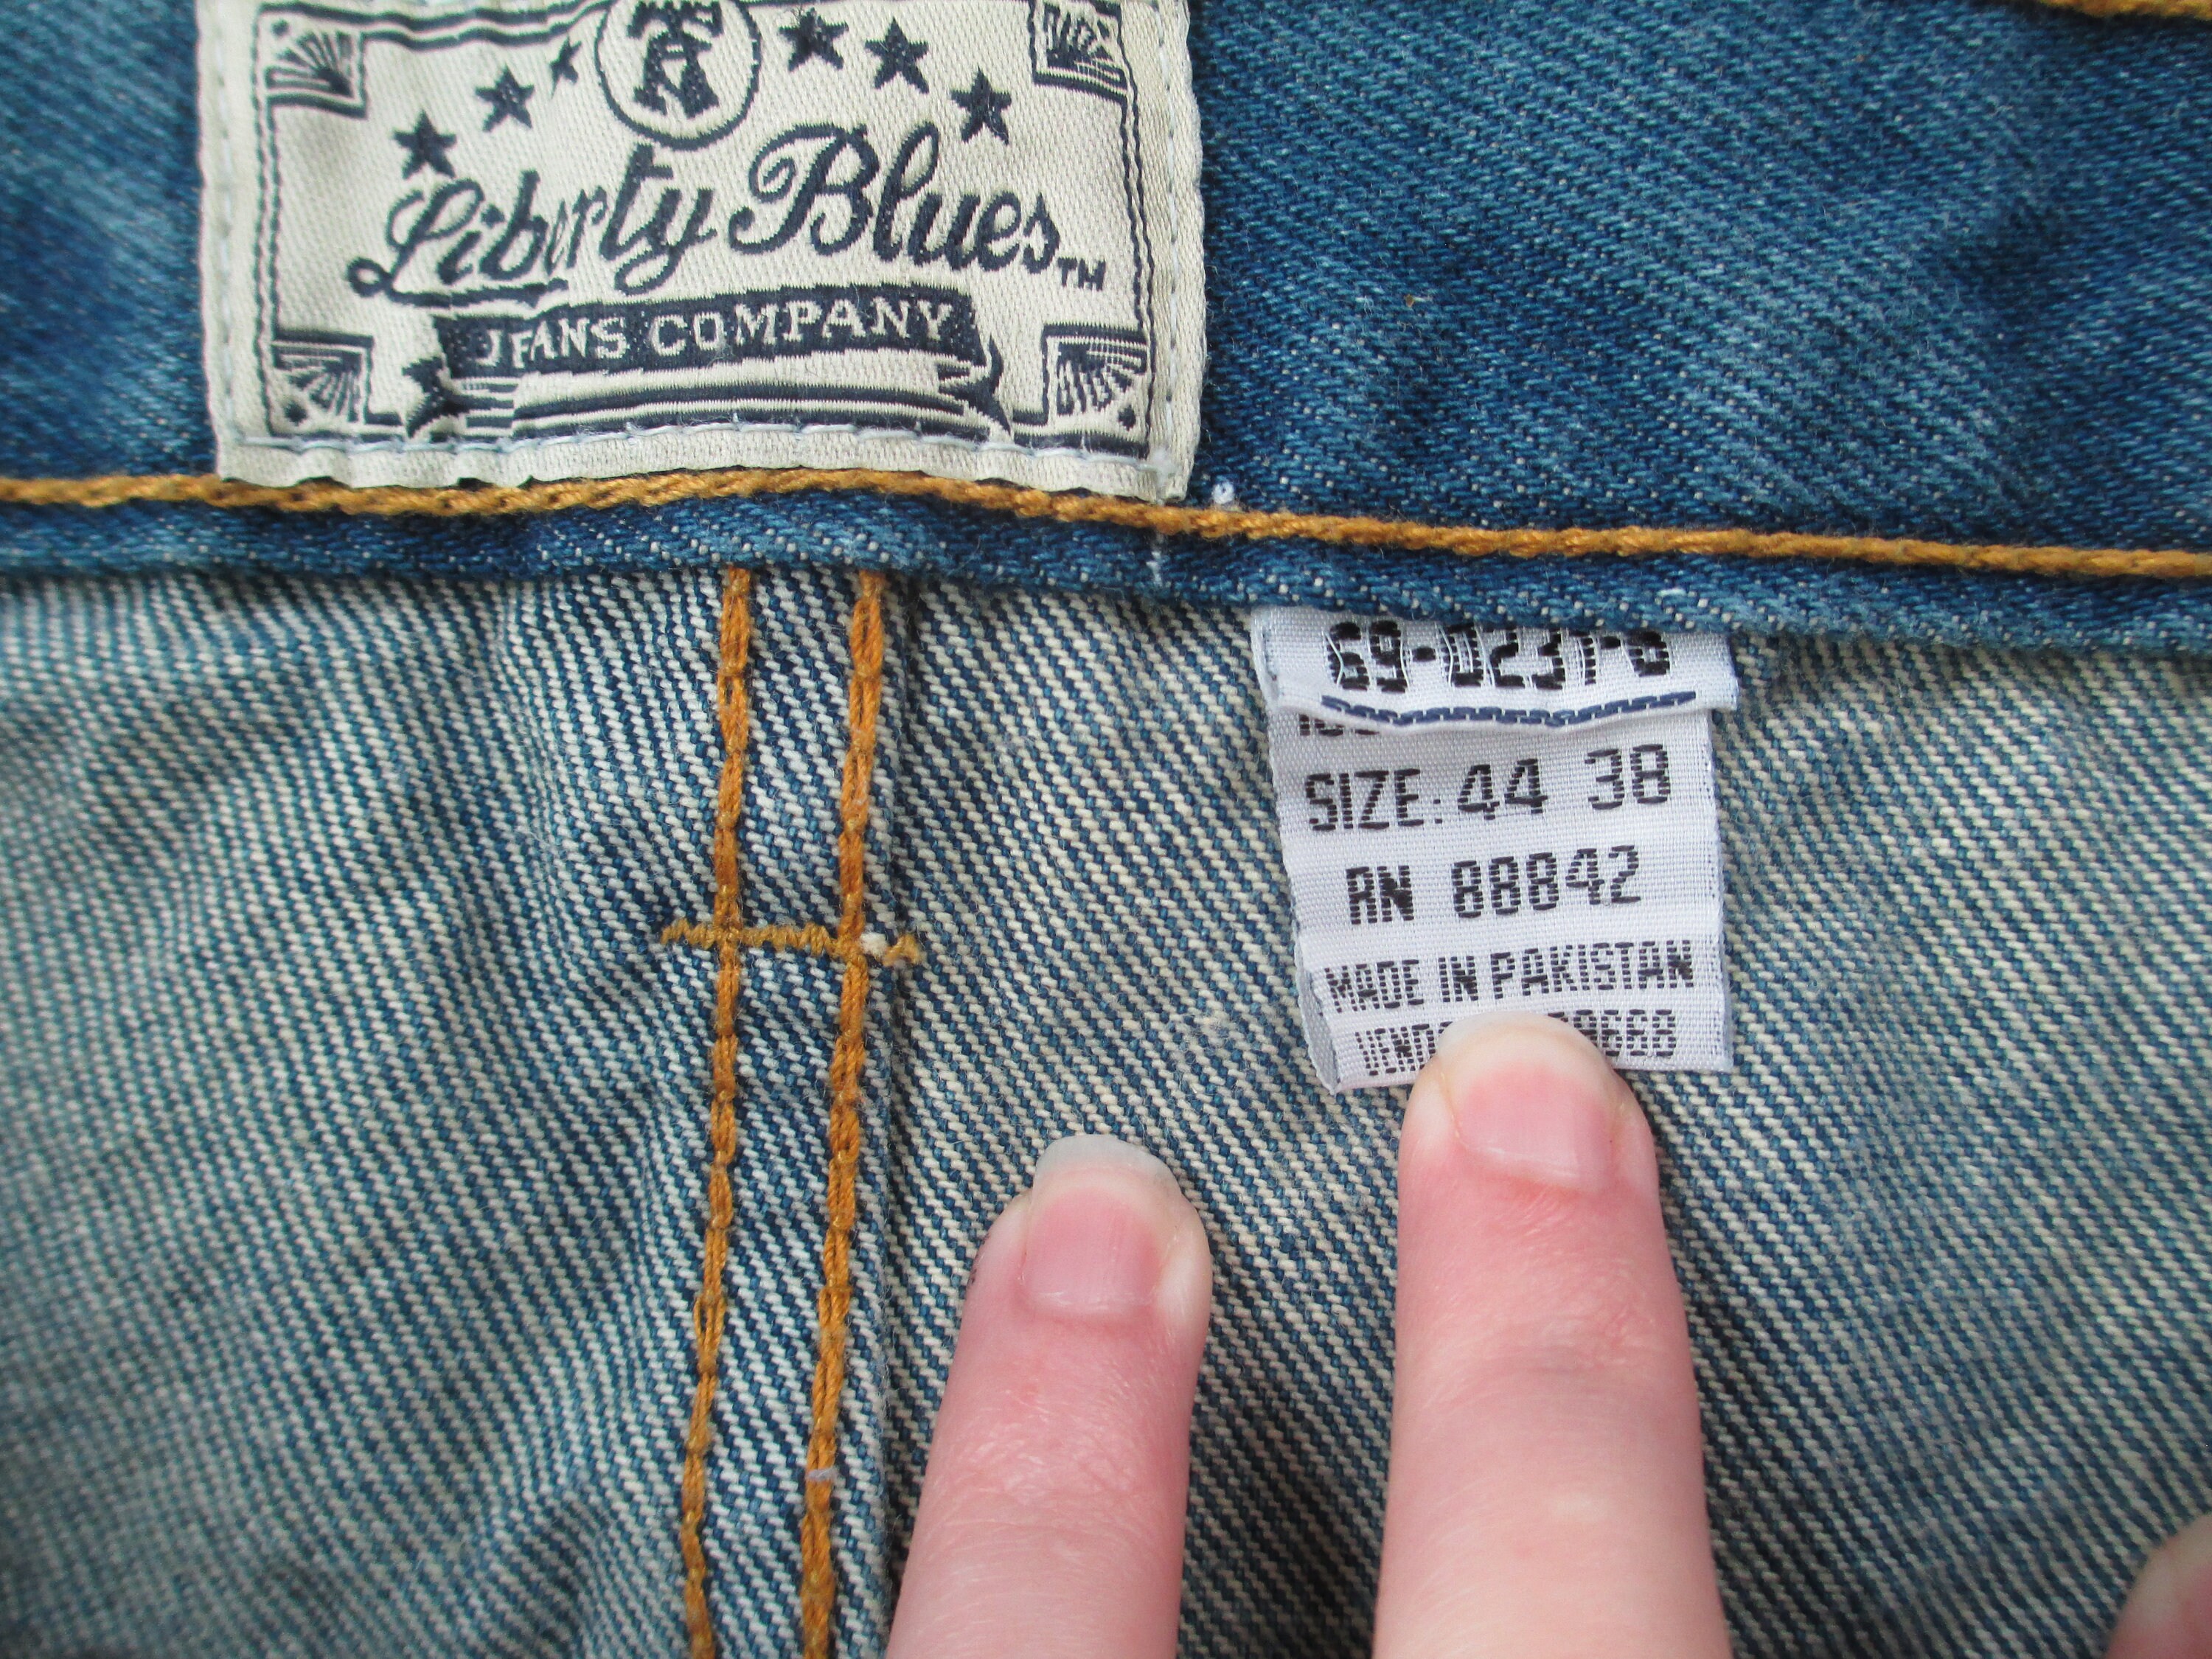 Liberty Blues TM
JEANS COMPANY
SIZE: 44 38
RN 88842
MADE IN PAKISTAN